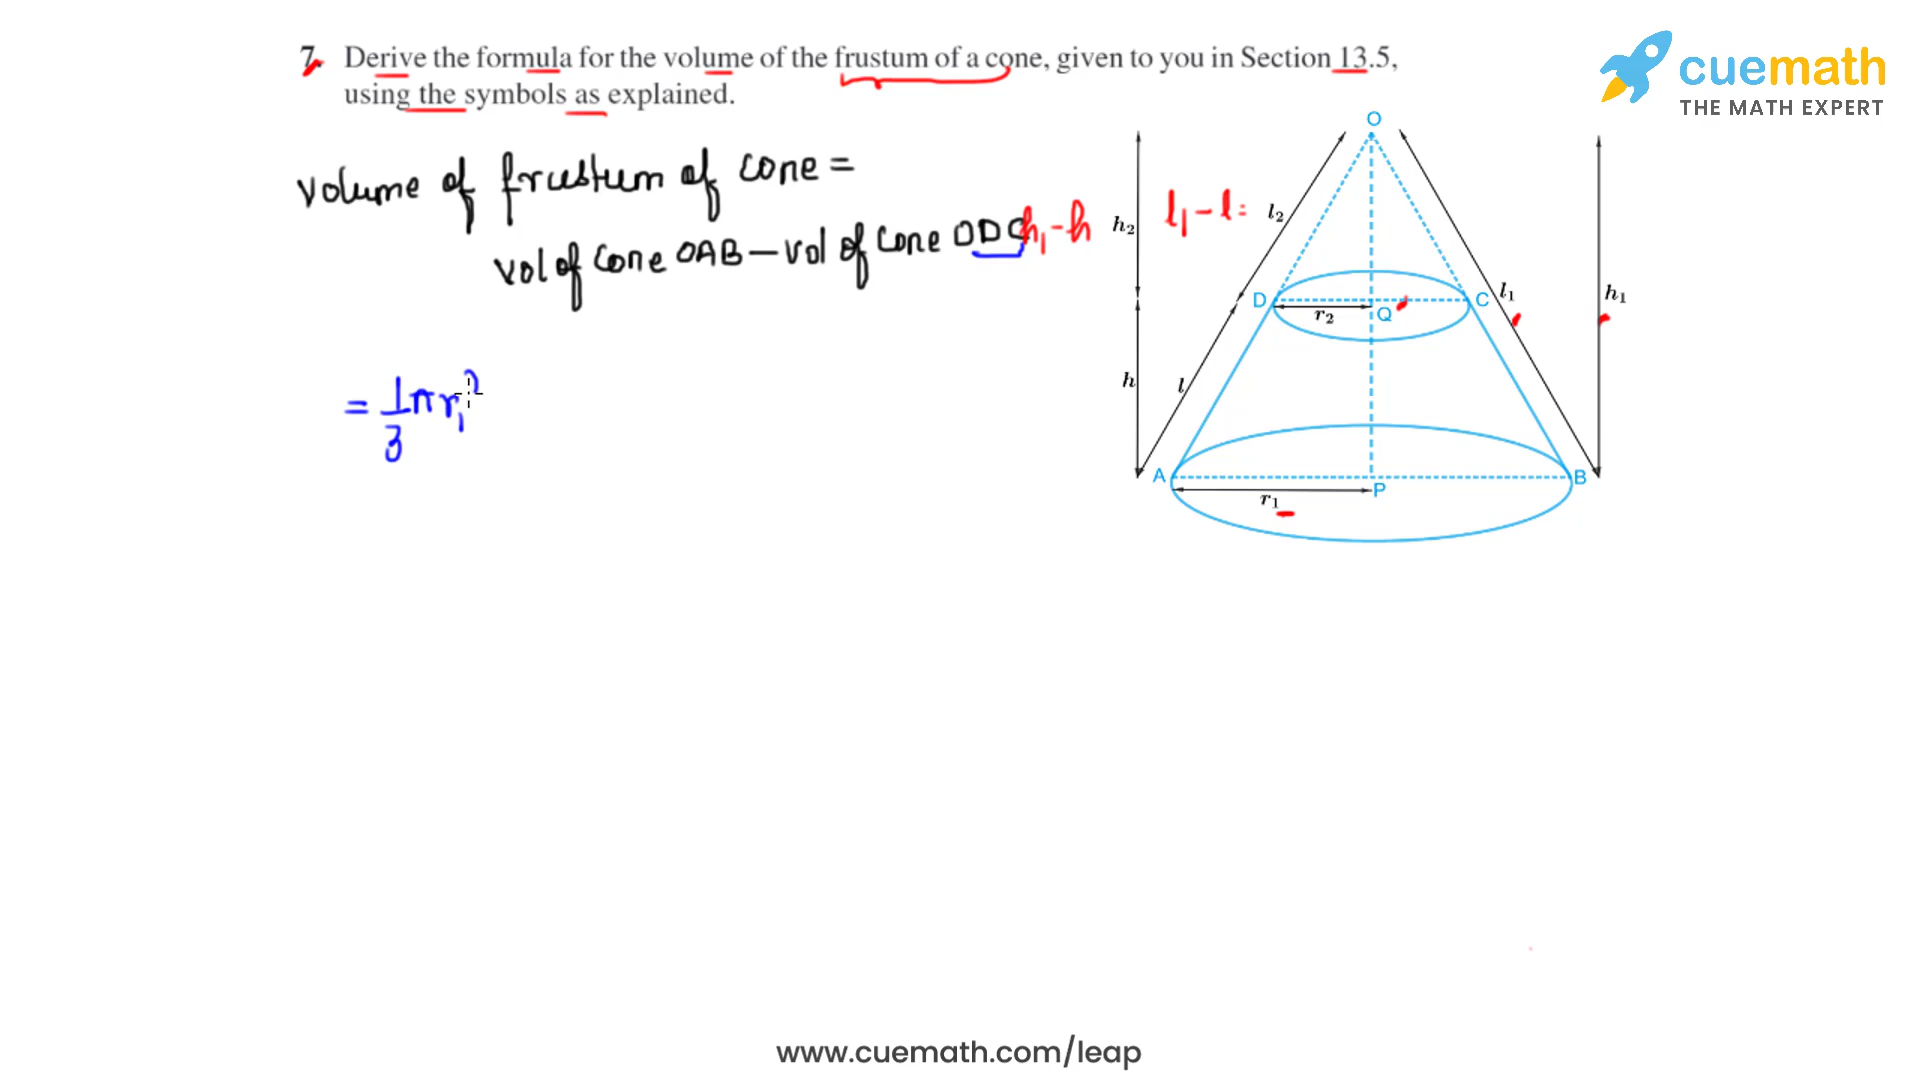 7. Derive the formula for the volume of the frustum of a cone, given to you in Section 13.5,
using the symbols as explained.
cuemath
THE MATH EXPERT
volume of frustum of cone =
vol of cone OAB – vol of cone ODC
h₁ - h
h₂
l₁ - l =
l₂
O
D
r₂
Q
C
l₁
h₁
h
l
A
r₁
P
B
= 1/3 π r₁²
www.cuemath.com/leap